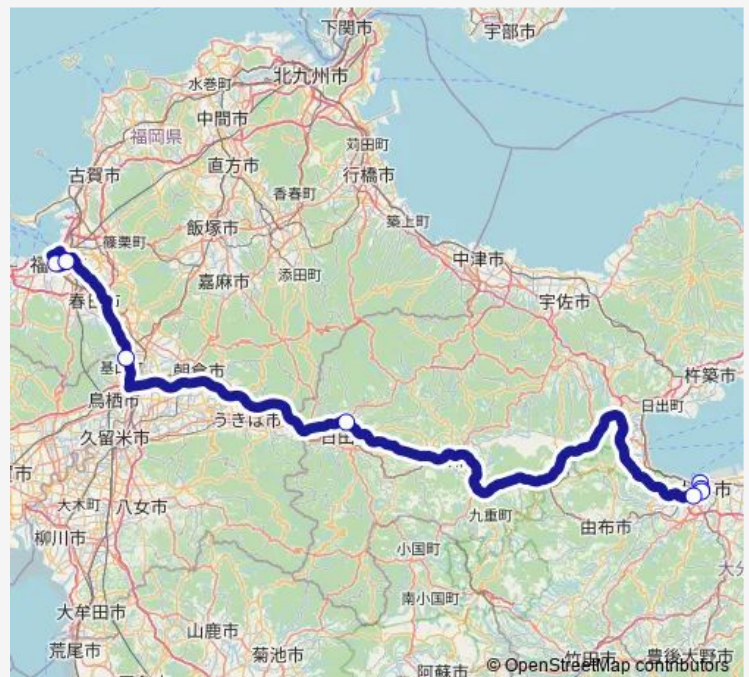 下関市
宇部市
北九州市
水巻町
中間市
福岡県
苅田町
直方市
行橋市
古賀市
香春町
築上町
飯塚市
篠栗町
中津市
添田町
嘉麻市
宇佐市
朝倉市
杵築市
鳥栖市
日出町
うきは市
久留米市
大木町
八女市
九重町
由布市
柳川市
小国町
南小国町
大牟田市
山鹿市
荒尾市
菊池市
竹田市
豊後大野市
阿蘇市
© OpenStreetMap contributors